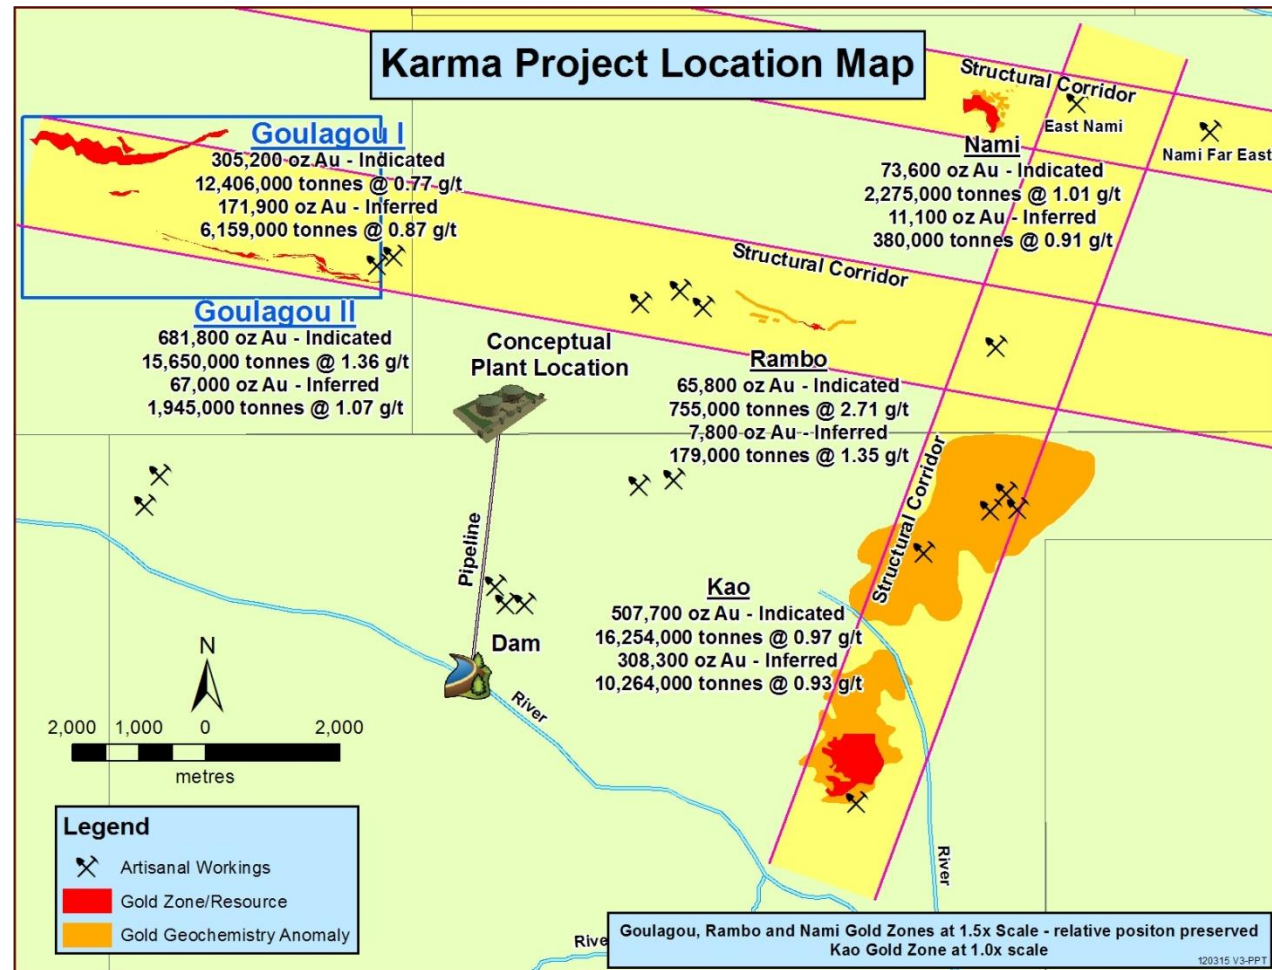 Karma Project Location Map
Structural Corridor
East Nami
Nami Far East
Nami
73,600 oz Au - Indicated
2,275,000 tonnes @ 1.01 g/t
11,100 oz Au - Inferred
380,000 tonnes @ 0.91 g/t
Goulagou I
305,200 oz Au - Indicated
12,406,000 tonnes @ 0.77 g/t
171,900 oz Au - Inferred
6,159,000 tonnes @ 0.87 g/t
Structural Corridor
Goulagou II
681,800 oz Au - Indicated
15,650,000 tonnes @ 1.36 g/t
67,000 oz Au - Inferred
1,945,000 tonnes @ 1.07 g/t
Conceptual
Plant Location
Rambo
65,800 oz Au - Indicated
755,000 tonnes @ 2.71 g/t
7,800 oz Au - Inferred
179,000 tonnes @ 1.35 g/t
Structural Corridor
Pipeline
Dam
River
Kao
507,700 oz Au - Indicated
16,254,000 tonnes @ 0.97 g/t
308,300 oz Au - Inferred
10,264,000 tonnes @ 0.93 g/t
N
2,000 1,000 0 2,000
metres
River
Legend
Artisanal Workings
Gold Zone/Resource
Gold Geochemistry Anomaly
Rive
Goulagou, Rambo and Nami Gold Zones at 1.5x Scale - relative positon preserved
Kao Gold Zone at 1.0x scale
120315 V3-PPT